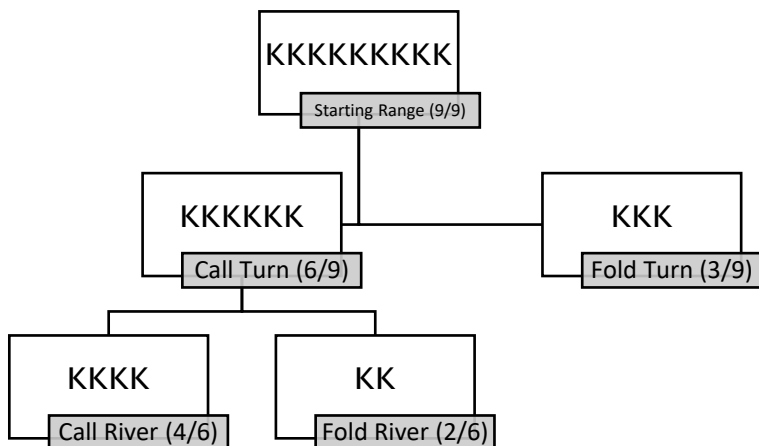 KKKKKKKKK
Starting Range (9/9)
KKKKKK
Call Turn (6/9)
KKK
Fold Turn (3/9)
KKKK
Call River (4/6)
KK
Fold River (2/6)